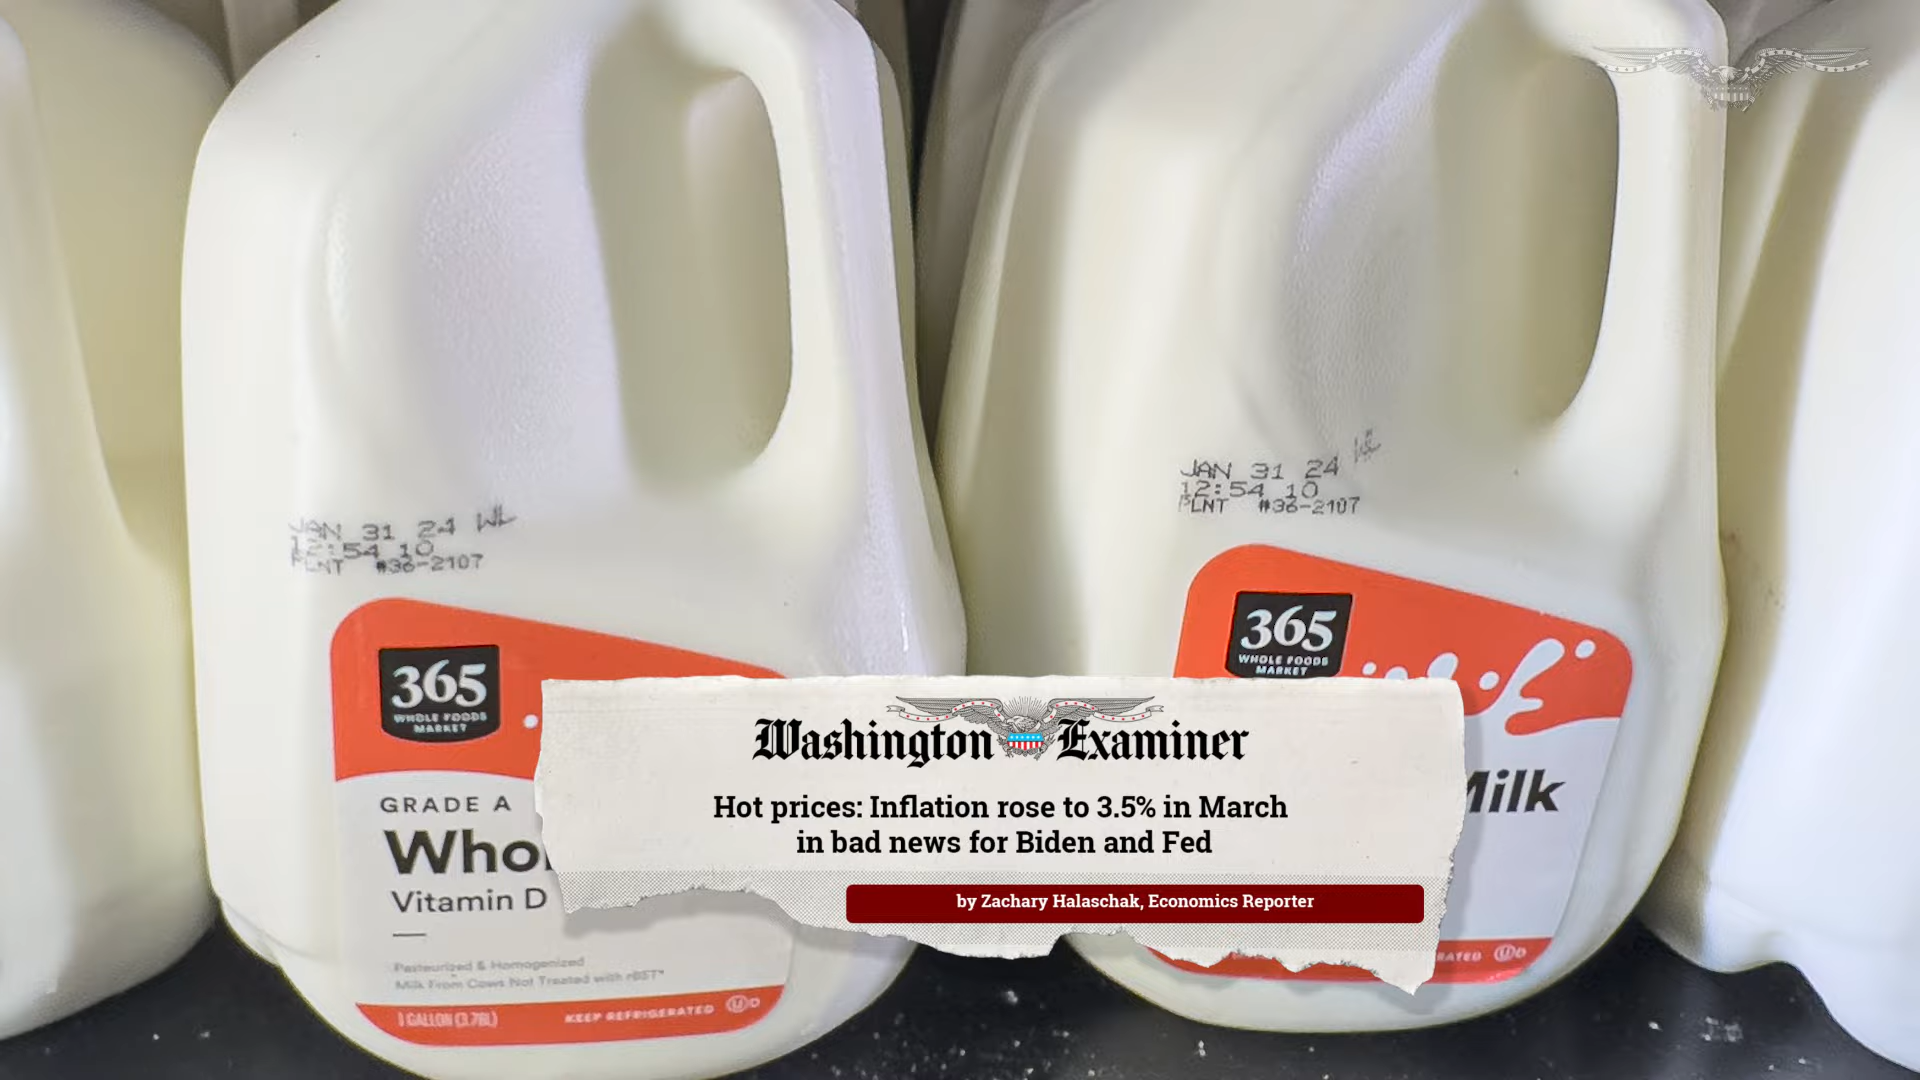 JAN 31 24 WL
12:54 10
PLNT #36-2107
JAN 31 24 WL
12:54 10
PLNT #36-2107
365
WHOLE FOODS
MARKET
365
WHOLE FOODS
MARKET
GRADE A
Vitamin D
Pasteurized & Homogenized
Milk From Cows Not Treated with rBST*
1 GALLON (3.78L) KEEP REFRIGERATED
Milk
Washington Examiner
Hot prices: Inflation rose to 3.5% in March
in bad news for Biden and Fed
by Zachary Halaschak, Economics Reporter